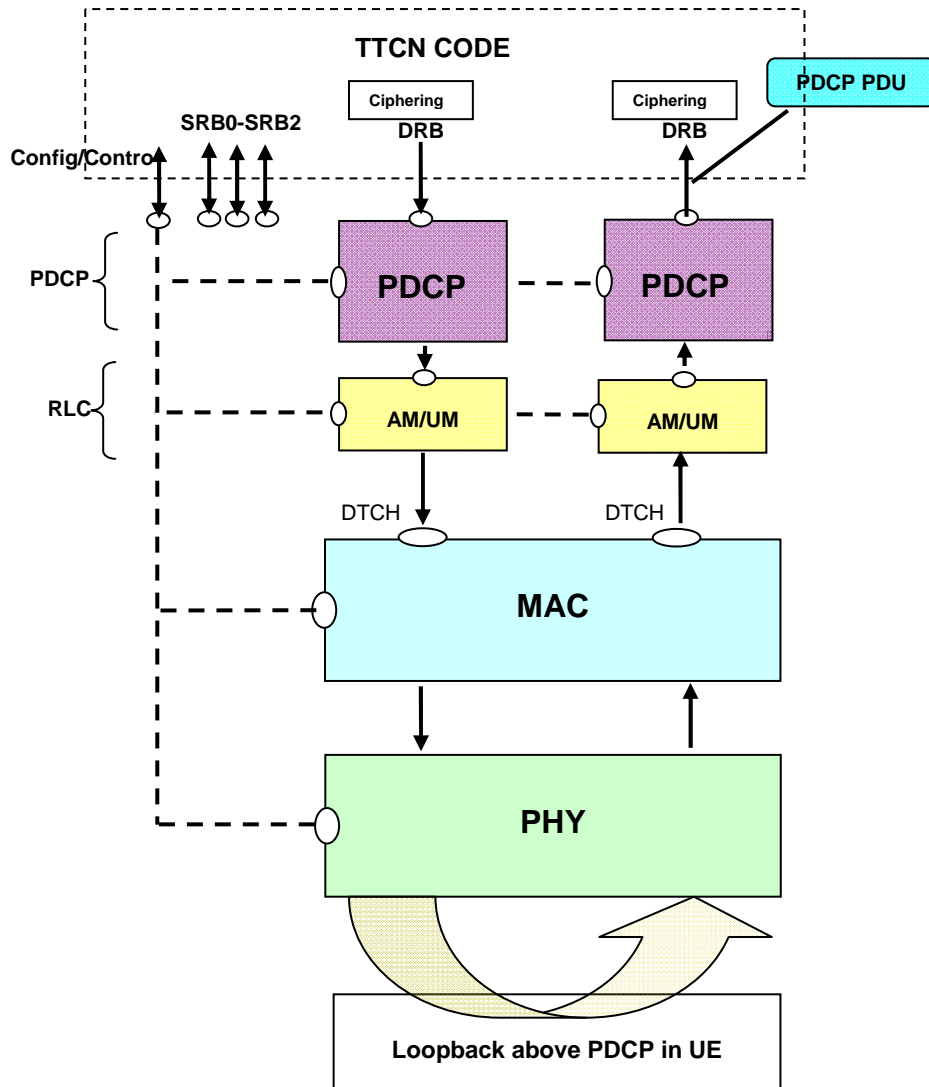 TTCN CODE
PDCP PDU
Ciphering
Ciphering
SRB0-SRB2
DRB
DRB
Config/Contro
PDCP
PDCP
PDCP
RLC
AM/UM
AM/UM
DTCH
DTCH
MAC
PHY
Loopback above PDCP in UE